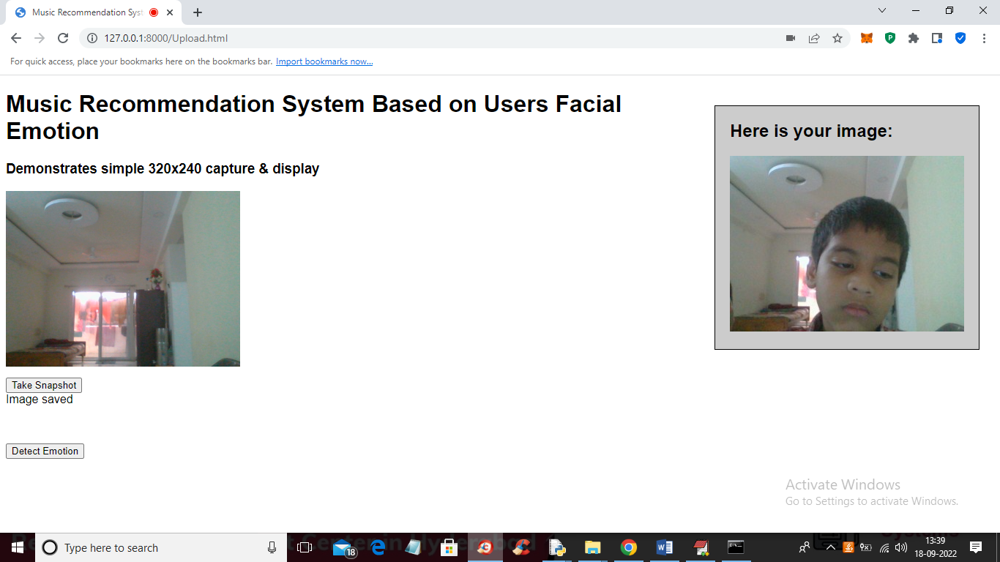 Music Recommendation Syst
127.0.0.1:8000/Upload.html
For quick access, place your bookmarks here on the bookmarks bar. Import bookmarks now...
Music Recommendation System Based on Users Facial
Emotion
Demonstrates simple 320x240 capture & display
Take Snapshot
Image saved
Detect Emotion
Here is your image:
Activate Windows
Go to Settings to activate Windows.
Type here to search
18
13:39
18-09-2022